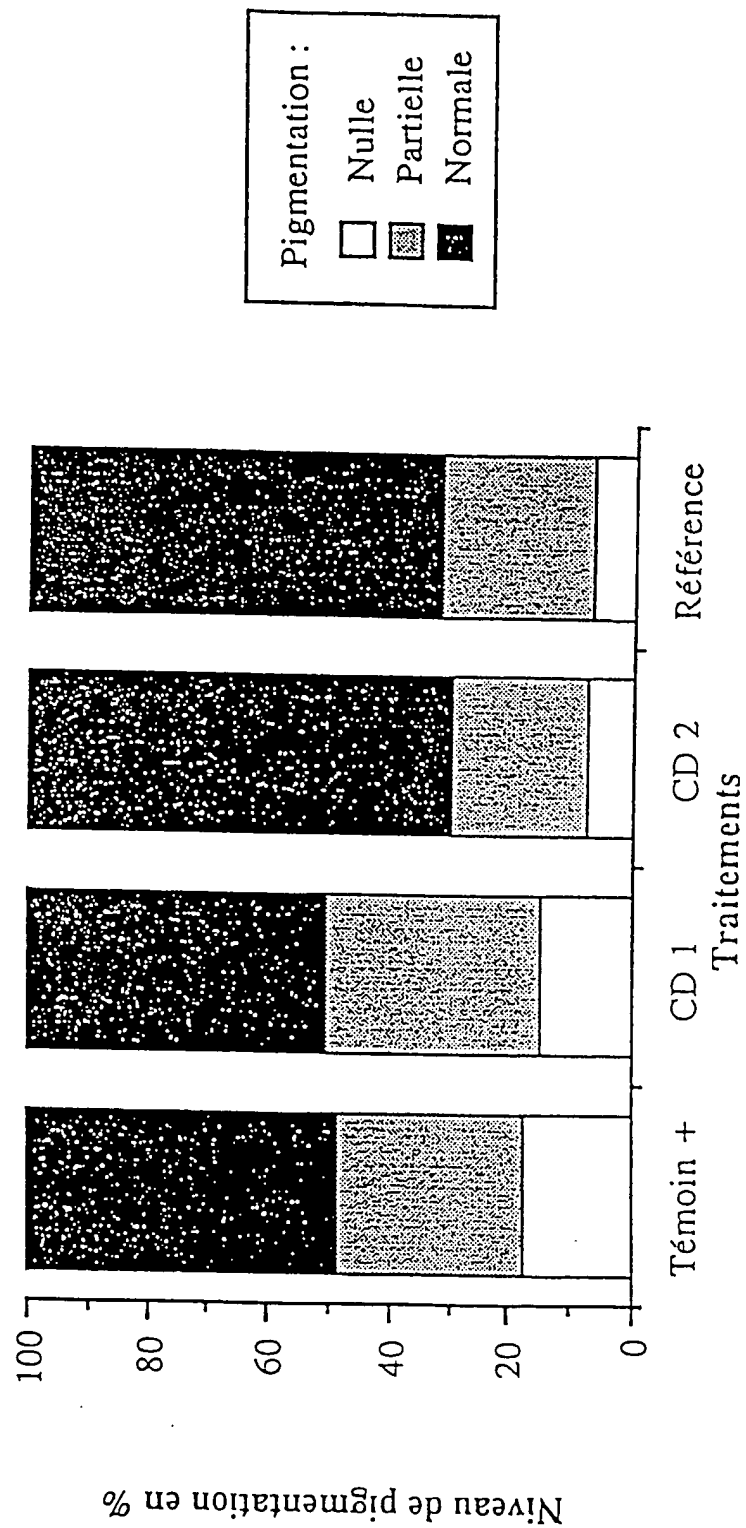 Niveau de pigmentation en %
100
80
60
40
20
0
Témoin +
CD 1
CD 2
Référence
Traitements
Pigmentation :
Nulle
Partielle
Normale